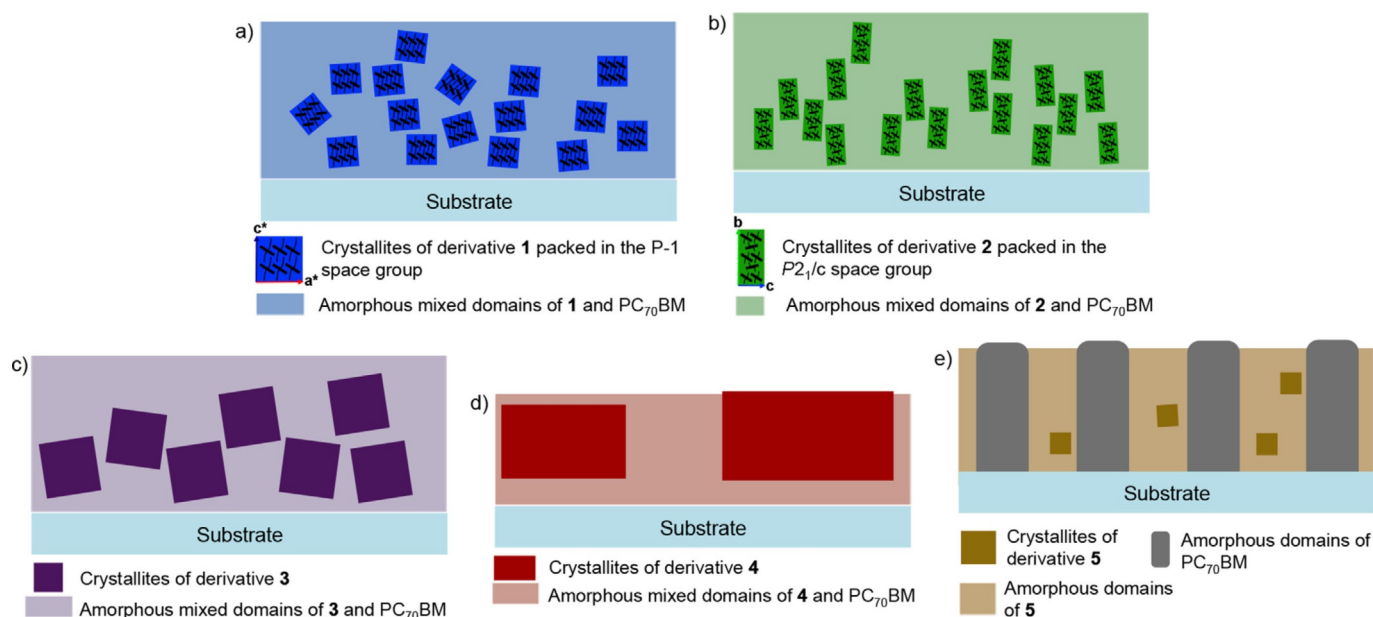 a)
Substrate
c*
a*
Crystallites of derivative 1 packed in the P-1
space group
Amorphous mixed domains of 1 and PC70BM
b)
Substrate
b
c
Crystallites of derivative 2 packed in the
P21/c space group
Amorphous mixed domains of 2 and PC70BM
c)
Substrate
Crystallites of derivative 3
Amorphous mixed domains of 3 and PC70BM
d)
Substrate
Crystallites of derivative 4
Amorphous mixed domains of 4 and PC70BM
e)
Substrate
Crystallites of
derivative 5
Amorphous domains of
PC70BM
Amorphous domains
of 5